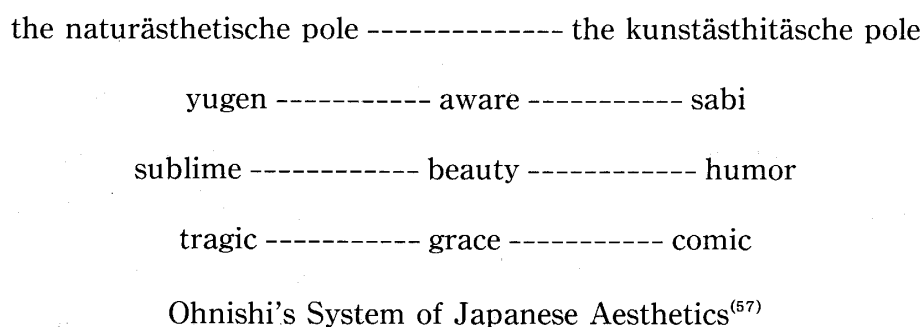 the naturästhetische pole -------------- the kunstästhitäsche pole
yugen ----------- aware ----------- sabi
sublime ------------ beauty ------------ humor
tragic ----------- grace ----------- comic
Ohnishi's System of Japanese Aesthetics(57)